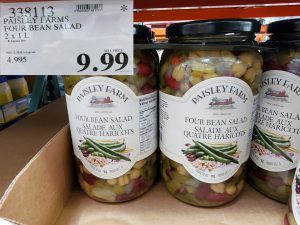 338113
PAISLEY FARMS
FOUR BEAN SALAD
2 x 1 L
4.995
9.99
PAISLEY FARM
FOUR BEAN SALAD
SALADE AUX
QUATRE HARICOTS
PAISLEY FARM
FOUR BEAN SALAD
SALADE AUX
QUATRE HARICOTS